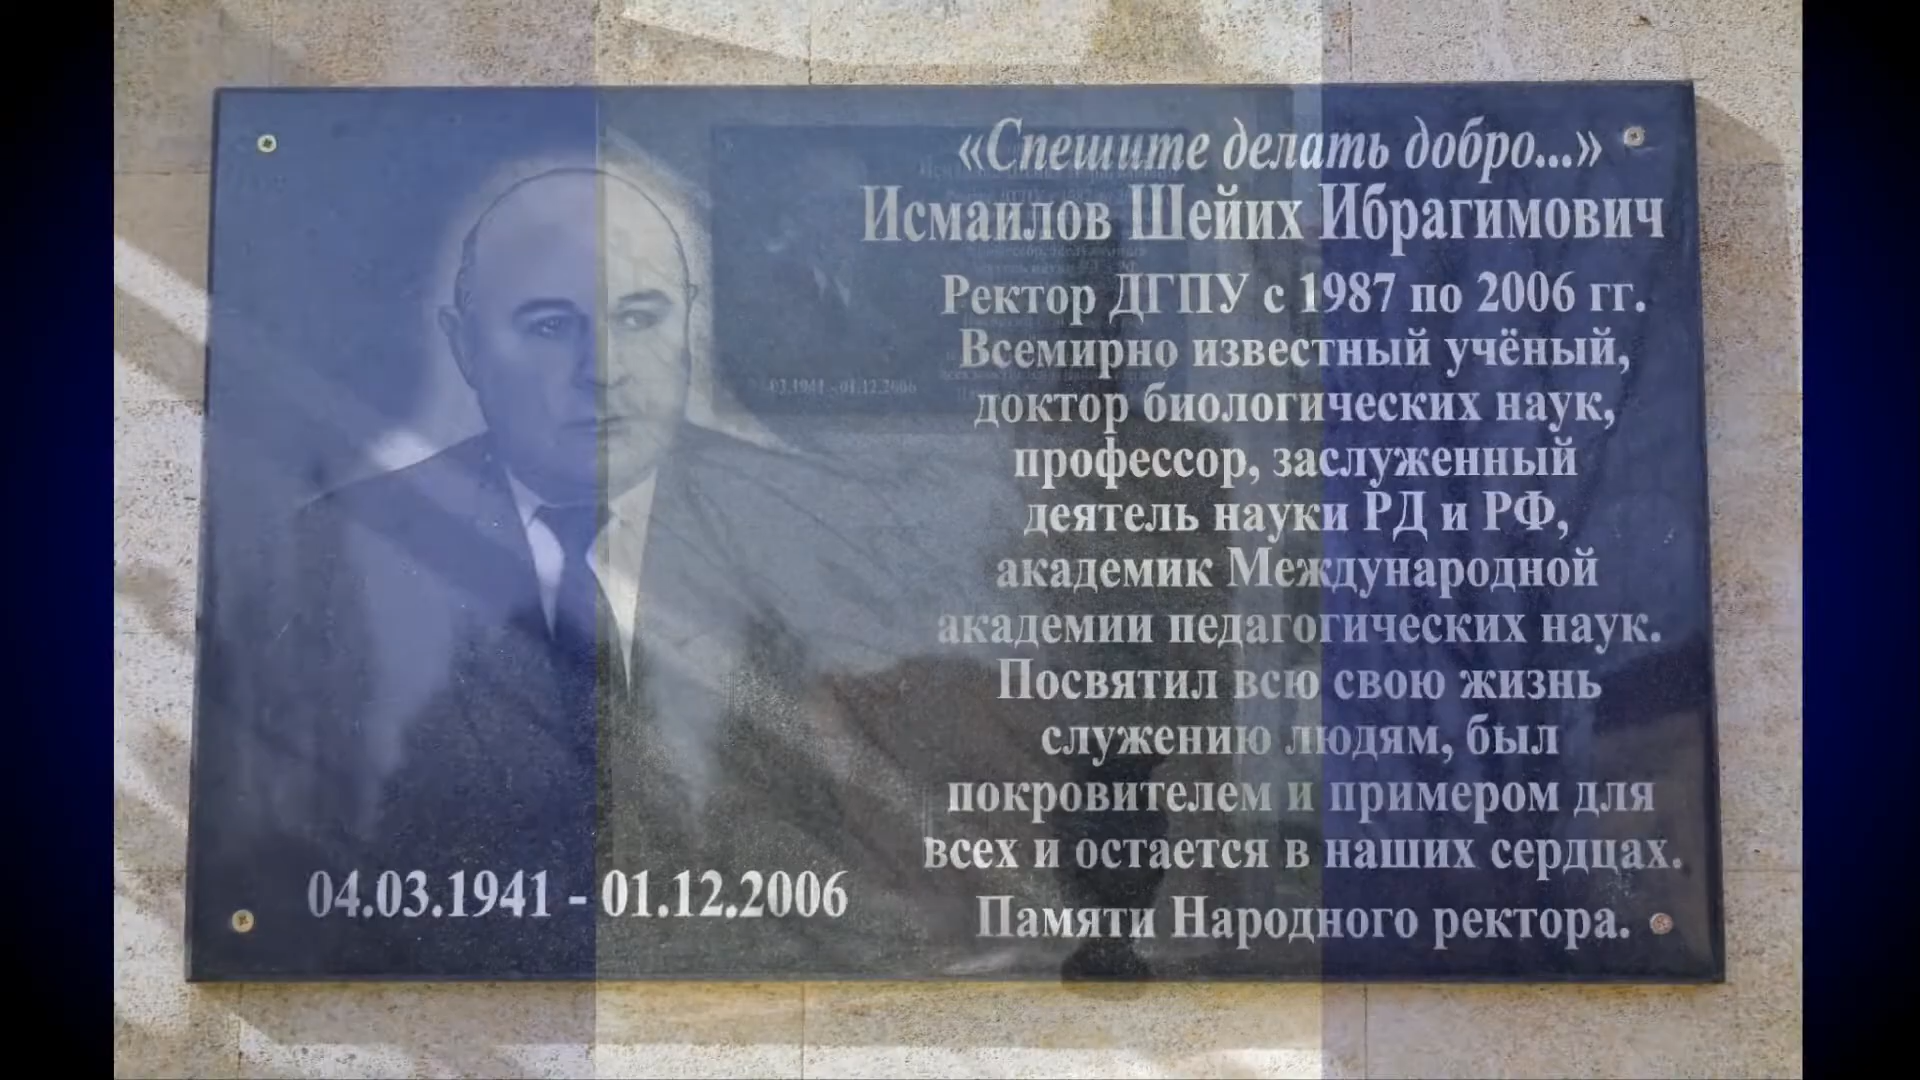 «Спешите делать добро...»
Исмаилов Шейих Ибрагимович
Ректор ДГПУ с 1987 по 2006 гг.
Всемирно известный учёный,
доктор биологических наук,
профессор, заслуженный
деятель науки РД и РФ,
академик Международной
академии педагогических наук.
Посвятил всю свою жизнь
служению людям, был
покровителем и примером для
всех и остается в наших сердцах.
Памяти Народного ректора.
04.03.1941 - 01.12.2006